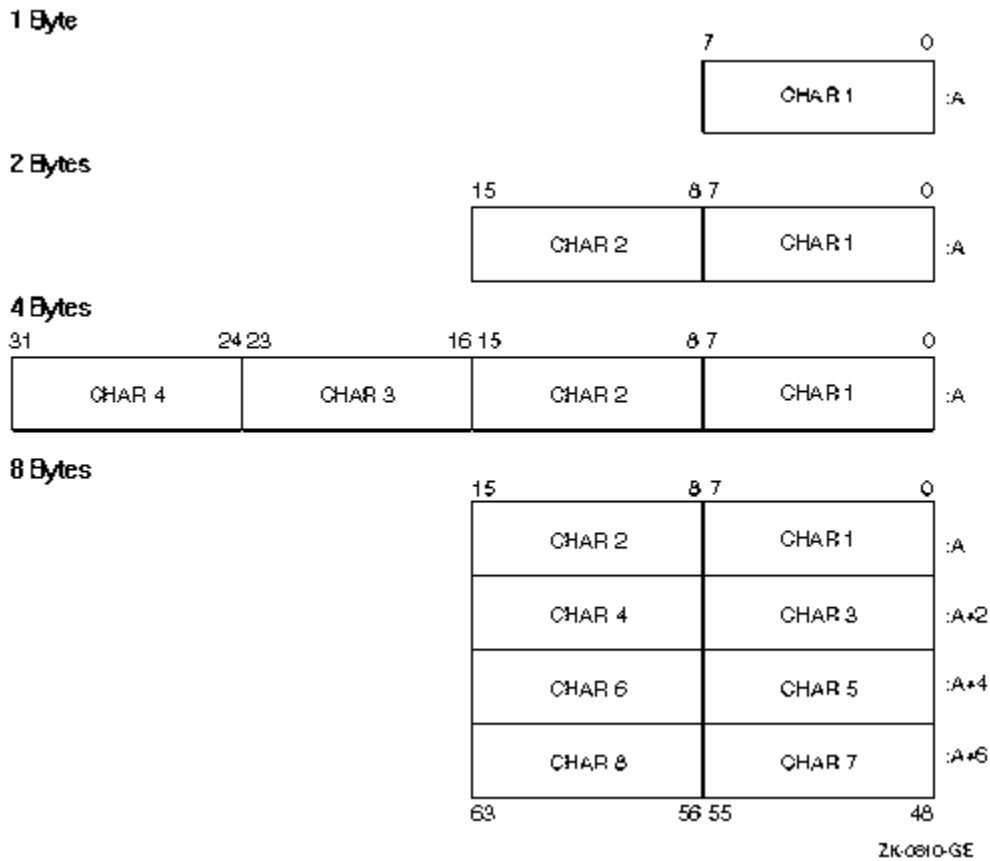 1 Byte
7 0
CHAR 1 :A
2 Bytes
15 8 7 0
CHAR 2 CHAR 1 :A
4 Bytes
31 24 23 16 15 8 7 0
CHAR 4 CHAR 3 CHAR 2 CHAR 1 :A
8 Bytes
15 8 7 0
CHAR 2 CHAR 1 :A
CHAR 4 CHAR 3 :A+2
CHAR 6 CHAR 5 :A+4
CHAR 8 CHAR 7 :A+6
63 56 55 48
ZK-0810-GE